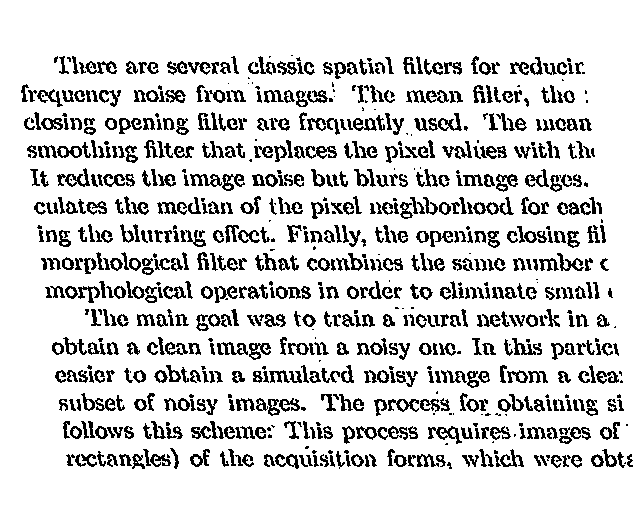 There are several classic spatial filters for reducin
frequency noise from images. The mean filter, the
closing opening filter are frequently used. The mean
smoothing filter that replaces the pixel values with the
It reduces the image noise but blurs the image edges.
culates the median of the pixel neighborhood for each
ing the blurring effect. Finally, the opening closing fil
morphological filter that combines the same number
morphological operations in order to eliminate small
The main goal was to train a neural network in a
obtain a clean image from a noisy one. In this partic
easier to obtain a simulated noisy image from a clea
subset of noisy images. The process for obtaining si
follows this scheme: This process requires images of
rectangles) of the acquisition forms, which were obta